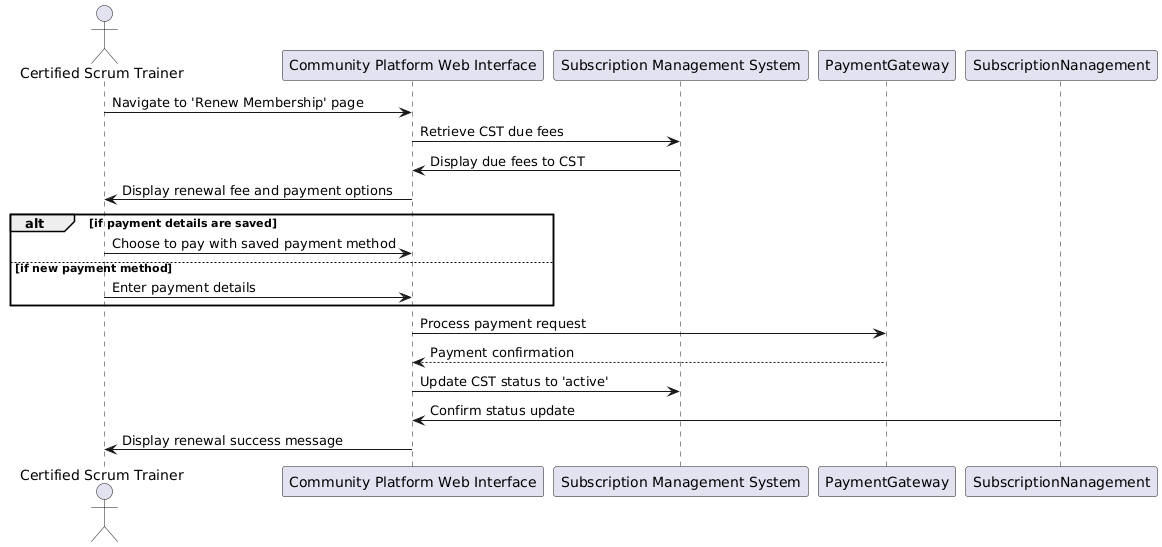 Certified Scrum Trainer
Community Platform Web Interface
Subscription Management System
PaymentGateway
SubscriptionNanagement
Navigate to 'Renew Membership' page
Retrieve CST due fees
Display due fees to CST
Display renewal fee and payment options
alt [if payment details are saved]
Choose to pay with saved payment method
[if new payment method]
Enter payment details
Process payment request
Payment confirmation
Update CST status to 'active'
Confirm status update
Display renewal success message
Certified Scrum Trainer
Community Platform Web Interface
Subscription Management System
PaymentGateway
SubscriptionNanagement